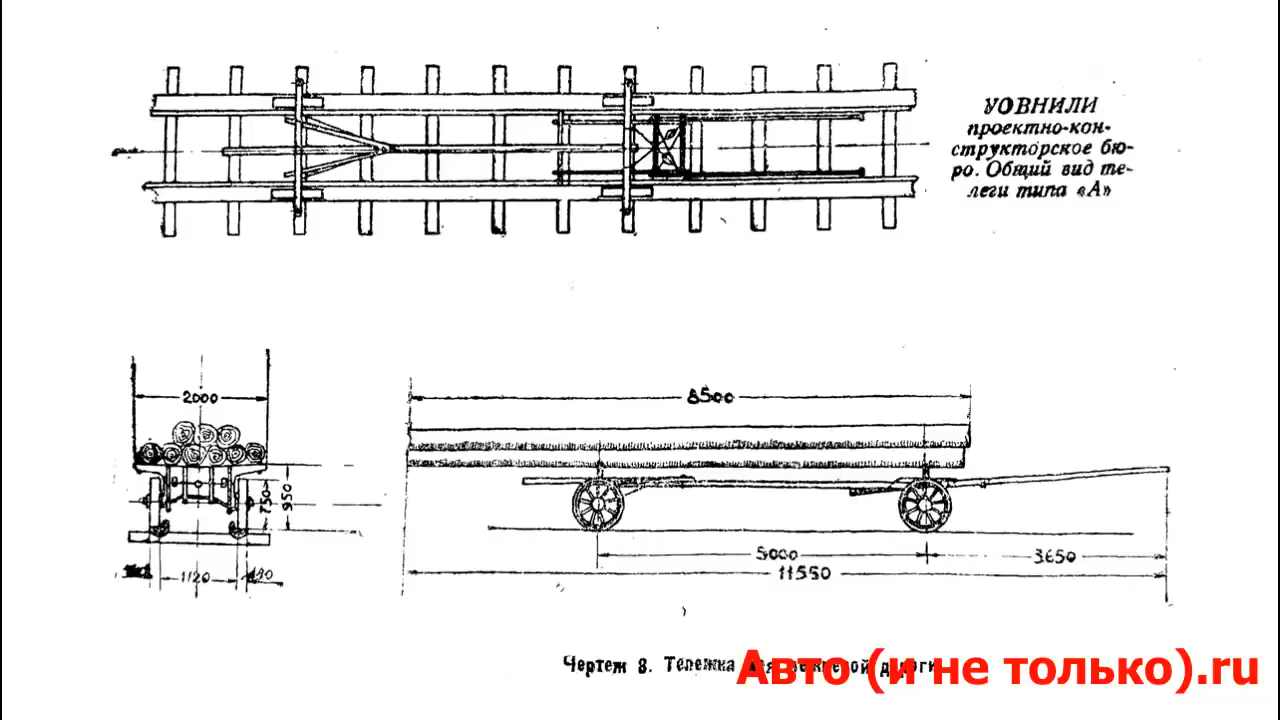 УОВНИЛИ
проектно-кон-
структорское бю-
ро. Общий вид те-
леги типа «А»
2000
8500
750
950
1120
5000
3650
11550
Чертеж 8. Тележка
Авто (и не только).ru